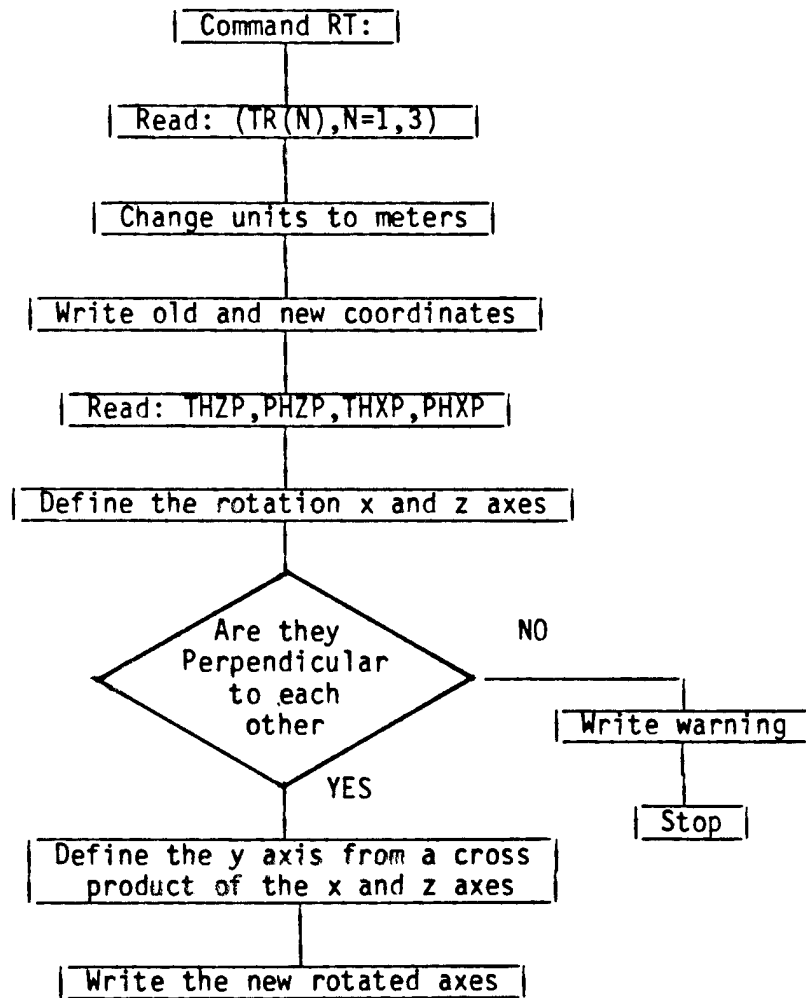 Command RT:
Read: (TR(N),N=1,3)
Change units to meters
Write old and new coordinates
Read: THZP,PHZP,THXP,PHXP
Define the rotation x and z axes
Are they
Perpendicular
to each
other
NO
Write warning
Stop
YES
Define the y axis from a cross
product of the x and z axes
Write the new rotated axes